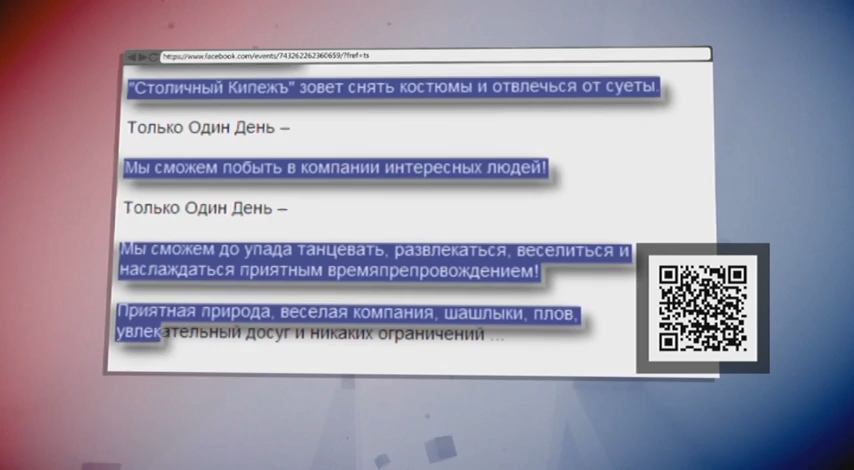 https://www.facebook.com/events/743262262360659/?fref=ts
"Столичный Кипежъ" зовет снять костюмы и отвлечься от суеты.
Только Один День –
Мы сможем побыть в компании интересных людей!
Только Один День –
Мы сможем до упада танцевать, развлекаться, веселиться и
наслаждаться приятным времяпрепровождением!
Приятная природа, веселая компания, шашлыки, плов,
увлекательный досуг и никаких ограничений ...